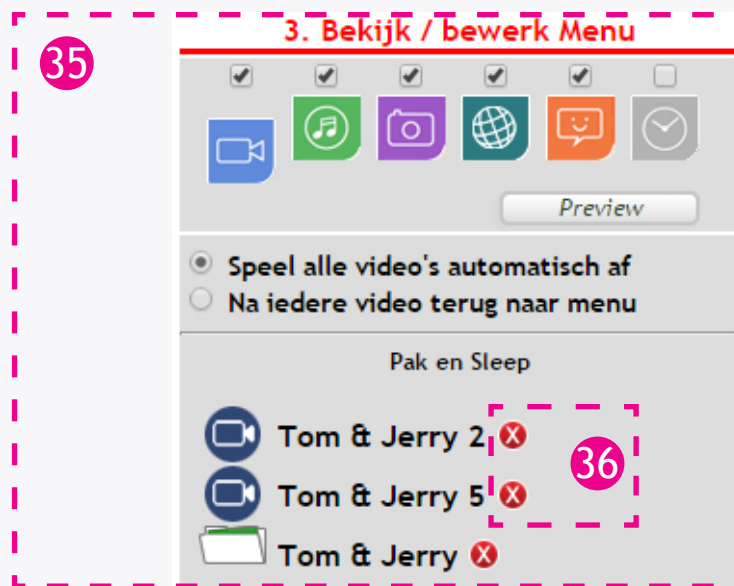 35
3. Bekijk / bewerk Menu
Preview
Speel alle video's automatisch af
Na iedere video terug naar menu
Pak en Sleep
Tom & Jerry 2 X
36
Tom & Jerry 5 X
Tom & Jerry X